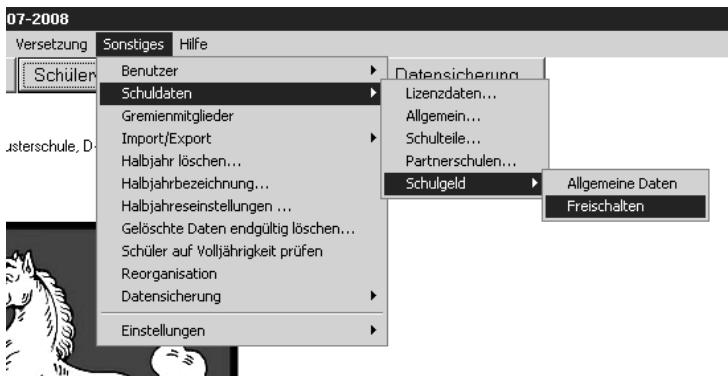 07-2008
Versetzung Sonstiges Hilfe
Schüler
Datensicherung
usterschule, D-
Benutzer
Schuldaten
Gremienmitglieder
Import/Export
Halbjahr löschen...
Halbjahrbezeichnung...
Halbjahreseinstellungen ...
Gelöschte Daten endgültig löschen...
Schüler auf Volljährigkeit prüfen
Reorganisation
Datensicherung
Einstellungen
Lizenzdaten...
Allgemein...
Schulteile...
Partnerschulen...
Schulgeld
Allgemeine Daten
Freischalten